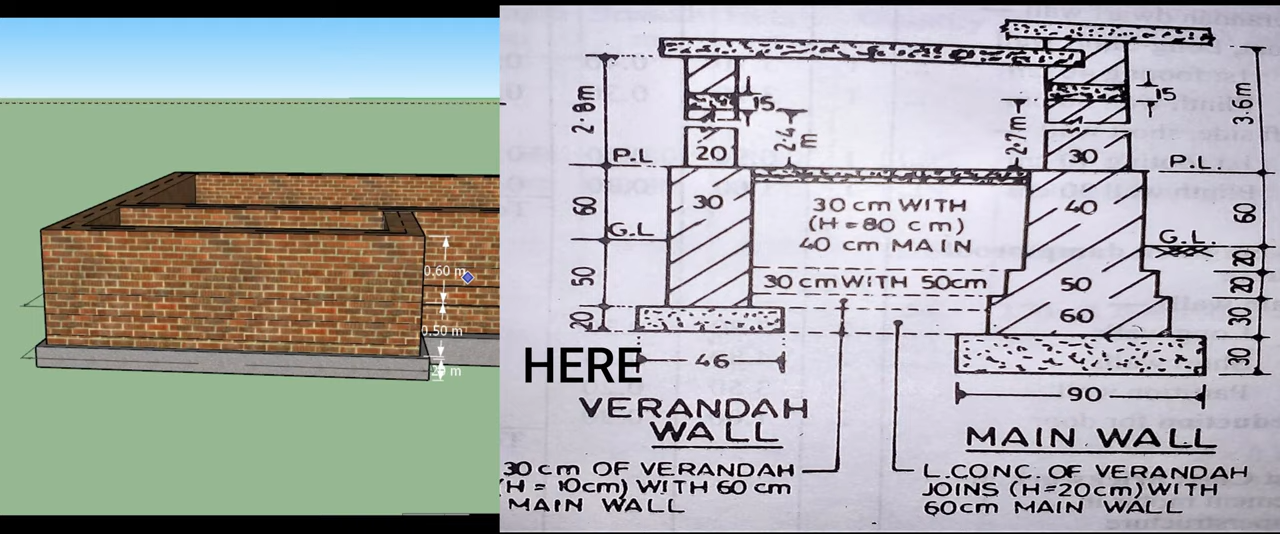 0.60 m
0.50 m
HERE
2.8m
15
2.4 m
20
P.L
60
30
G.L
50
20
46
VERANDAH
WALL
30 cm WITH
(H=80 cm)
40 cm MAIN
30 cm WITH 50cm
2.7m
15
3.6m
30
P.L.
40
60
G.L.
20
50
20
60
30
30
90
MAIN WALL
30 cm OF VERANDAH
(H = 10cm) WITH 60 cm
MAIN WALL
L.CONC. OF VERANDAH
JOINS (H=20cm) WITH
60cm MAIN WALL